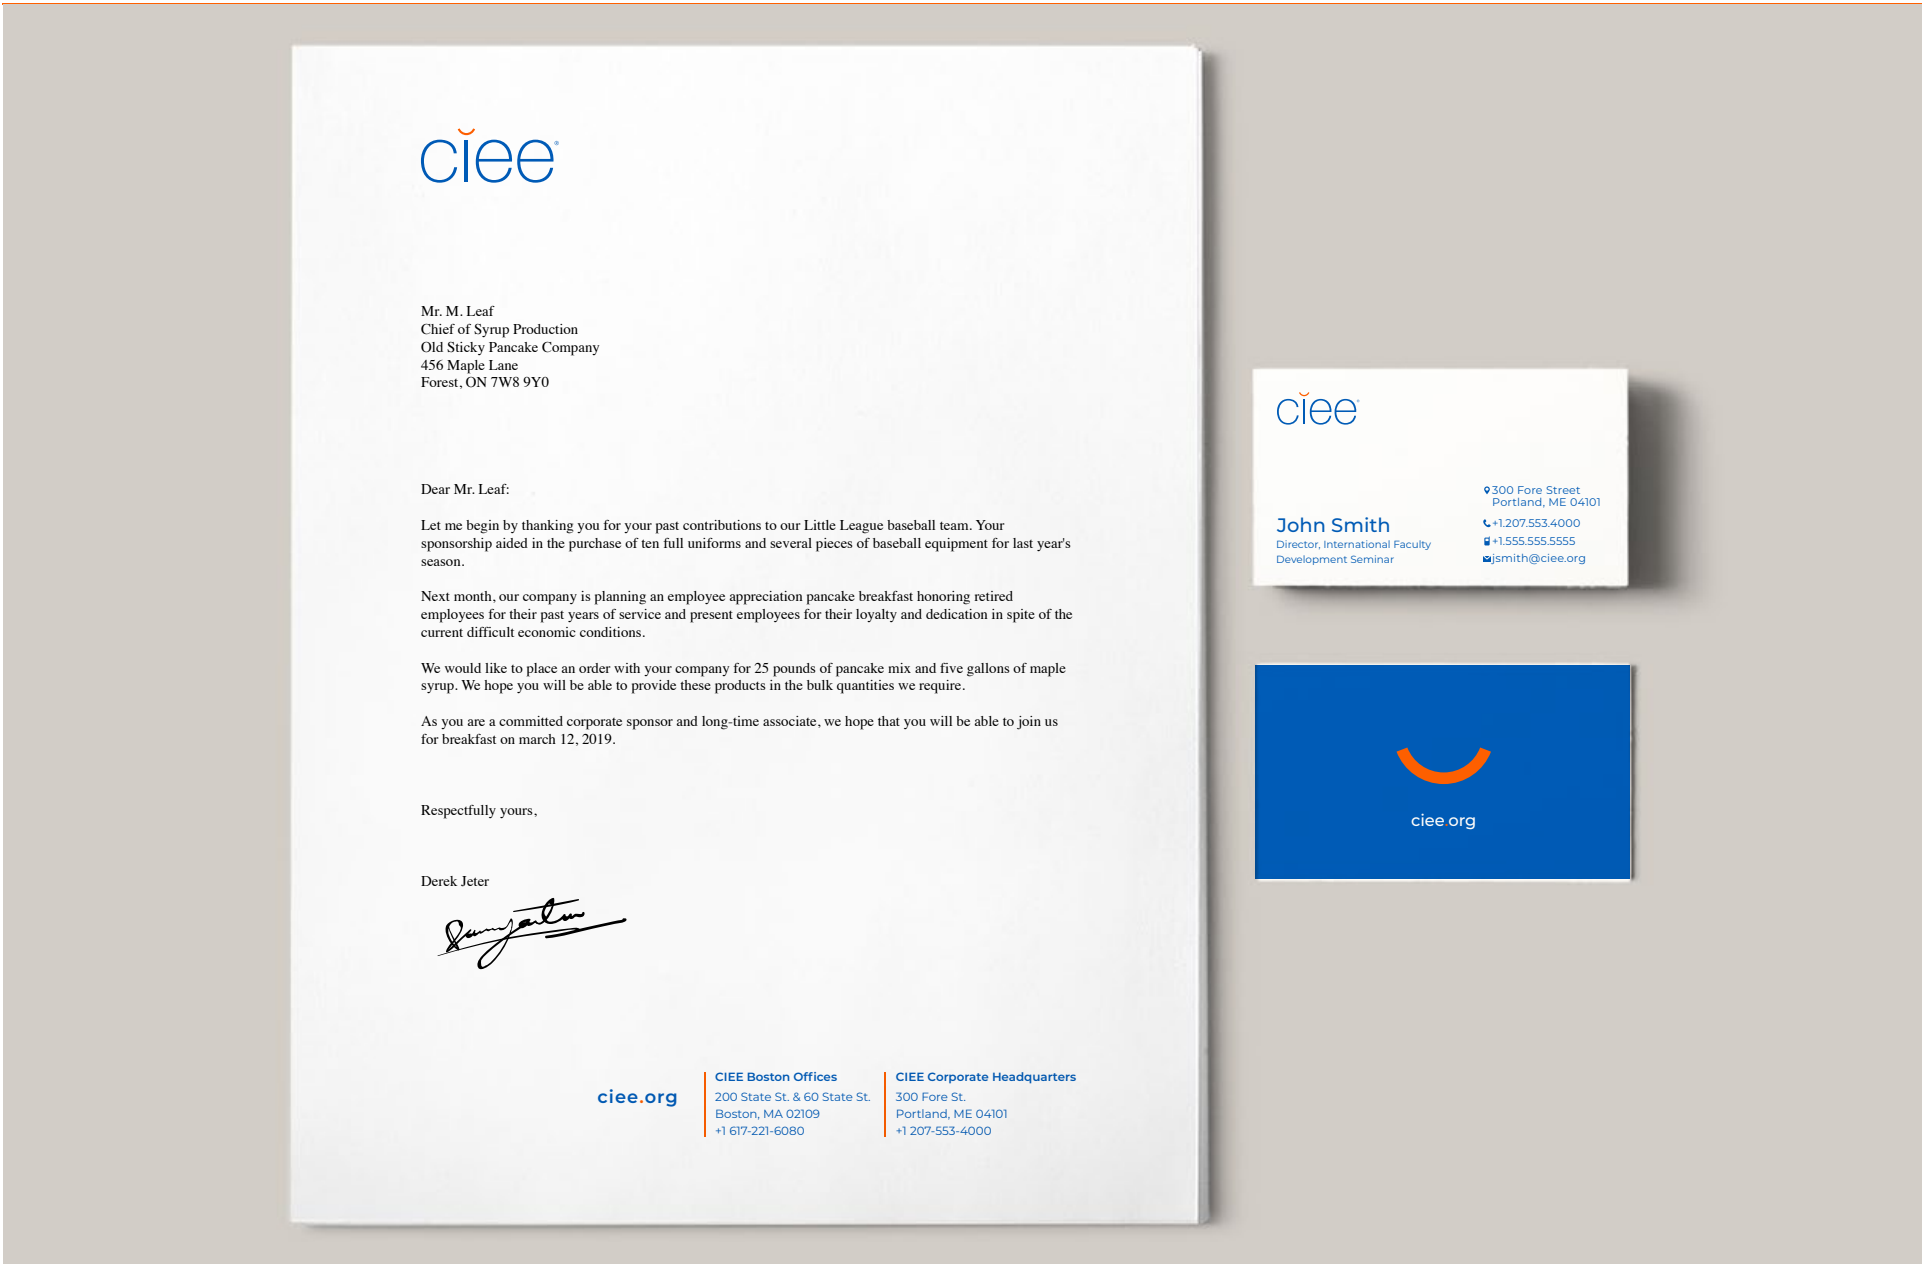 ciee®
Mr. M. Leaf
Chief of Syrup Production
Old Sticky Pancake Company
456 Maple Lane
Forest, ON 7W8 9Y0
Dear Mr. Leaf:
Let me begin by thanking you for your past contributions to our Little League baseball team. Your
sponsorship aided in the purchase of ten full uniforms and several pieces of baseball equipment for last year's
season.
Next month, our company is planning an employee appreciation pancake breakfast honoring retired
employees for their past years of service and present employees for their loyalty and dedication in spite of the
current difficult economic conditions.
We would like to place an order with your company for 25 pounds of pancake mix and five gallons of maple
syrup. We hope you will be able to provide these products in the bulk quantities we require.
As you are a committed corporate sponsor and long-time associate, we hope that you will be able to join us
for breakfast on march 12, 2019.
Respectfully yours,
Derek Jeter
ciee.org
CIEE Boston Offices
200 State St. & 60 State St.
Boston, MA 02109
+1 617-221-6080
CIEE Corporate Headquarters
300 Fore St.
Portland, ME 04101
+1 207-553-4000
ciee®
John Smith
Director, International Faculty
Development Seminar
300 Fore Street
Portland, ME 04101
+1.207.553.4000
+1.555.555.5555
jsmith@ciee.org
ciee.org